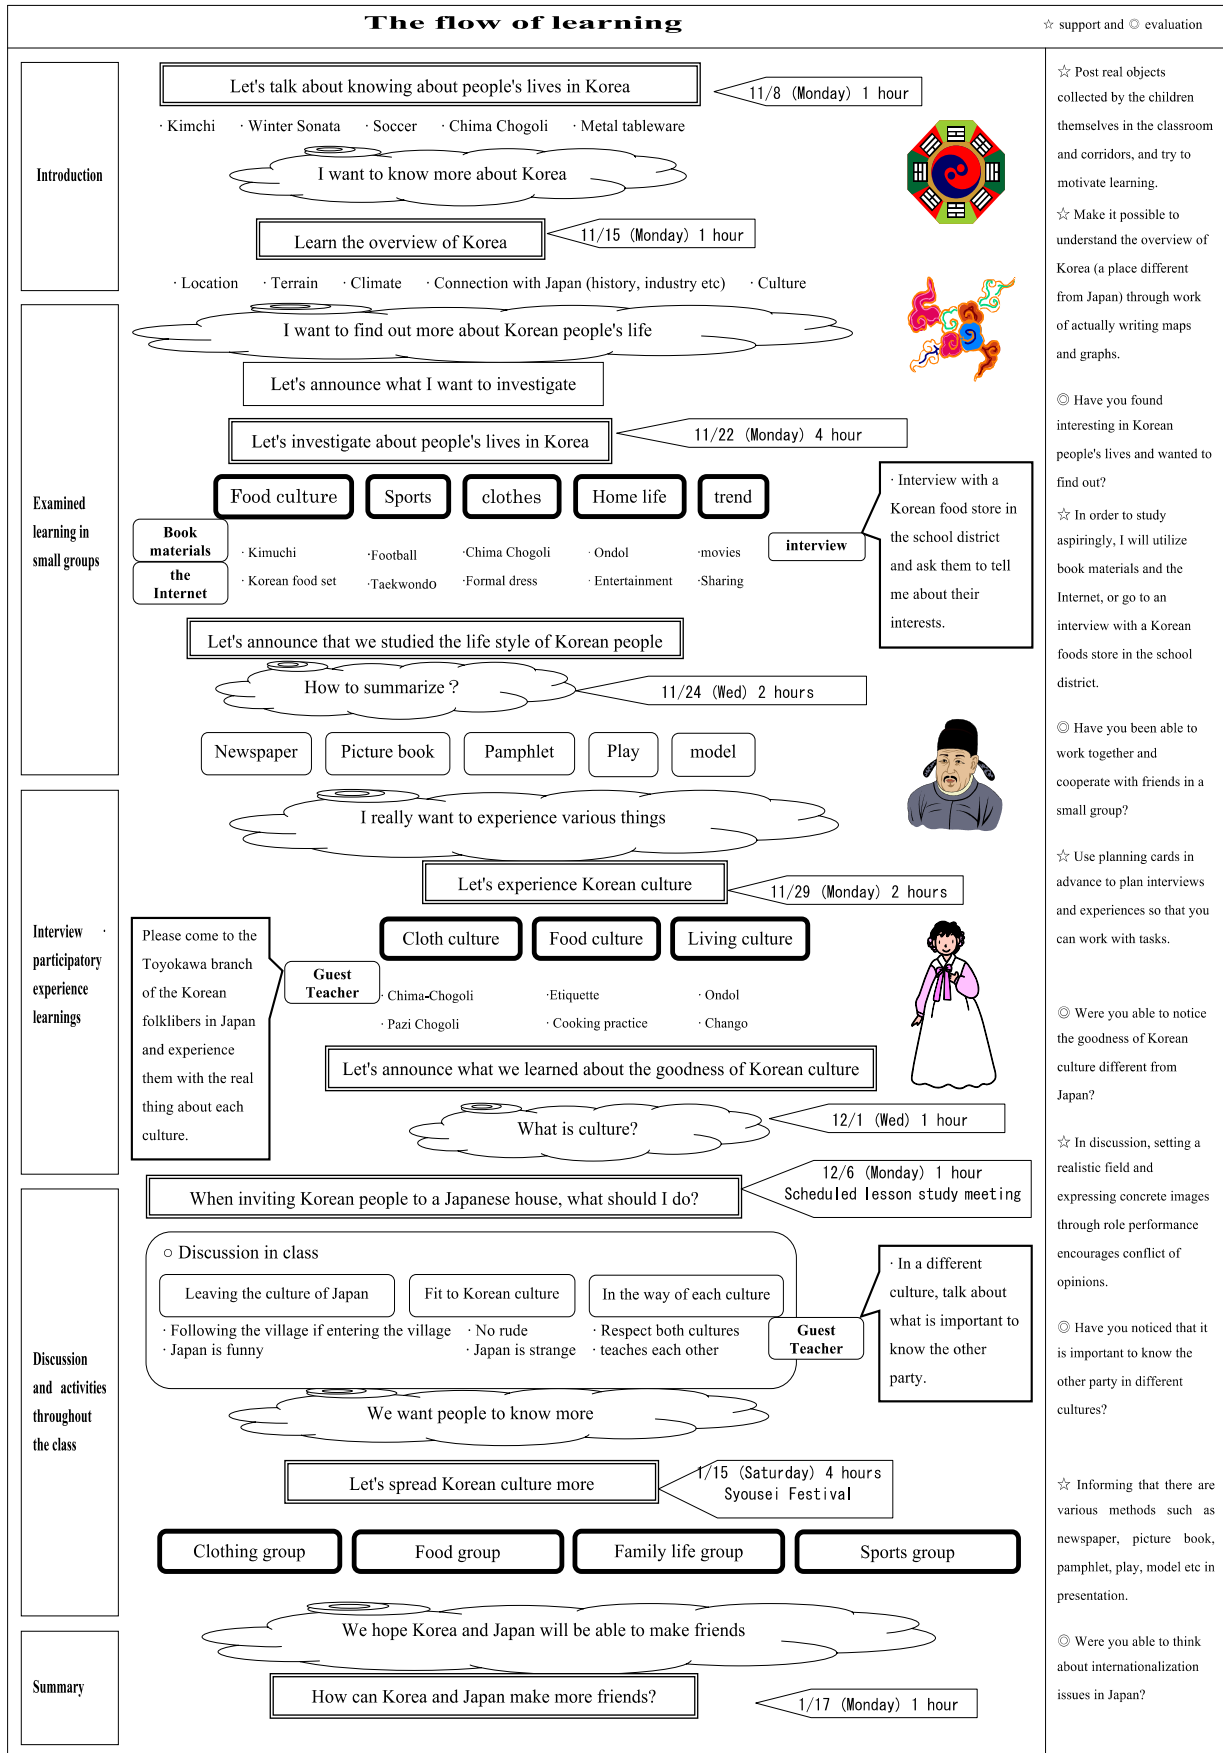 The flow of learning
☆ support and ◎ evaluation
Introduction
Let's talk about knowing about people's lives in Korea
11/8 (Monday) 1 hour
· Kimchi · Winter Sonata · Soccer · Chima Chogoli · Metal tableware
I want to know more about Korea
Learn the overview of Korea
11/15 (Monday) 1 hour
· Location · Terrain · Climate · Connection with Japan (history, industry etc) · Culture
Examined
learning in
small groups
I want to find out more about Korean people's life
Let's announce what I want to investigate
Let's investigate about people's lives in Korea
11/22 (Monday) 4 hour
Food culture
Sports
clothes
Home life
trend
Book
materials
the
Internet
· Kimuchi ·Football ·Chima Chogoli · Ondol ·movies
· Korean food set ·Taekwondo ·Formal dress · Entertainment ·Sharing
interview
· Interview with a
Korean food store in
the school district
and ask them to tell
me about their
interests.
Let's announce that we studied the life style of Korean people
How to summarize ?
11/24 (Wed) 2 hours
Newspaper
Picture book
Pamphlet
Play
model
Interview ·
participatory
experience
learnings
I really want to experience various things
Let's experience Korean culture
11/29 (Monday) 2 hours
Please come to the
Toyokawa branch
of the Korean
folklibers in Japan
and experience
them with the real
thing about each
culture.
Guest
Teacher
Cloth culture
Food culture
Living culture
· Chima-Chogoli ·Etiquette · Ondol
· Pazi Chogoli · Cooking practice · Chango
Let's announce what we learned about the goodness of Korean culture
What is culture?
12/1 (Wed) 1 hour
Discussion
and activities
throughout
the class
When inviting Korean people to a Japanese house, what should I do?
12/6 (Monday) 1 hour
Scheduled lesson study meeting
○ Discussion in class
Leaving the culture of Japan
Fit to Korean culture
In the way of each culture
· Following the village if entering the village · No rude · Respect both cultures
· Japan is funny · Japan is strange · teaches each other
Guest
Teacher
· In a different
culture, talk about
what is important to
know the other
party.
We want people to know more
Let's spread Korean culture more
1/15 (Saturday) 4 hours
Syousei Festival
Clothing group
Food group
Family life group
Sports group
Summary
We hope Korea and Japan will be able to make friends
How can Korea and Japan make more friends?
1/17 (Monday) 1 hour
☆ Post real objects
collected by the children
themselves in the classroom
and corridors, and try to
motivate learning.
☆ Make it possible to
understand the overview of
Korea (a place different
from Japan) through work
of actually writing maps
and graphs.
◎ Have you found
interesting in Korean
people's lives and wanted to
find out?
☆ In order to study
aspiringly, I will utilize
book materials and the
Internet, or go to an
interview with a Korean
foods store in the school
district.
◎ Have you been able to
work together and
cooperate with friends in a
small group?
☆ Use planning cards in
advance to plan interviews
and experiences so that you
can work with tasks.
◎ Were you able to notice
the goodness of Korean
culture different from
Japan?
☆ In discussion, setting a
realistic field and
expressing concrete images
through role performance
encourages conflict of
opinions.
◎ Have you noticed that it
is important to know the
other party in different
cultures?
☆ Informing that there are
various methods such as
newspaper, picture book,
pamphlet, play, model etc in
presentation.
◎ Were you able to think
about internationalization
issues in Japan?